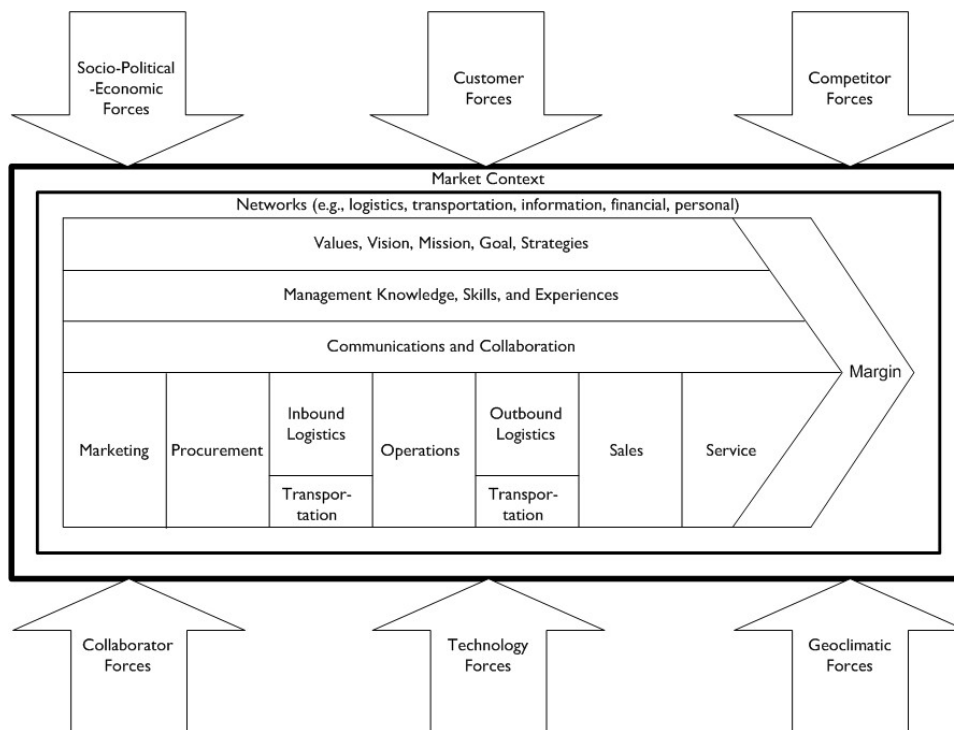 Socio-Political
-Economic
Forces
Customer
Forces
Competitor
Forces
Market Context
Networks (e.g., logistics, transportation, information, financial, personal)
Values, Vision, Mission, Goal, Strategies
Management Knowledge, Skills, and Experiences
Communications and Collaboration
Margin
Marketing
Procurement
Inbound
Logistics
Transpor-
tation
Operations
Outbound
Logistics
Transpor-
tation
Sales
Service
Collaborator
Forces
Technology
Forces
Geoclimatic
Forces